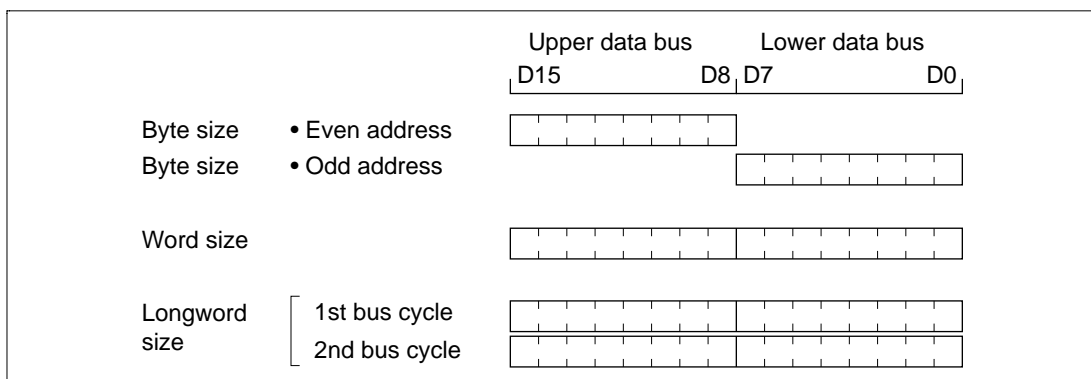 Upper data bus Lower data bus
D15 D8 D7 D0
Byte size • Even address
Byte size • Odd address
Word size
Longword size
1st bus cycle
2nd bus cycle